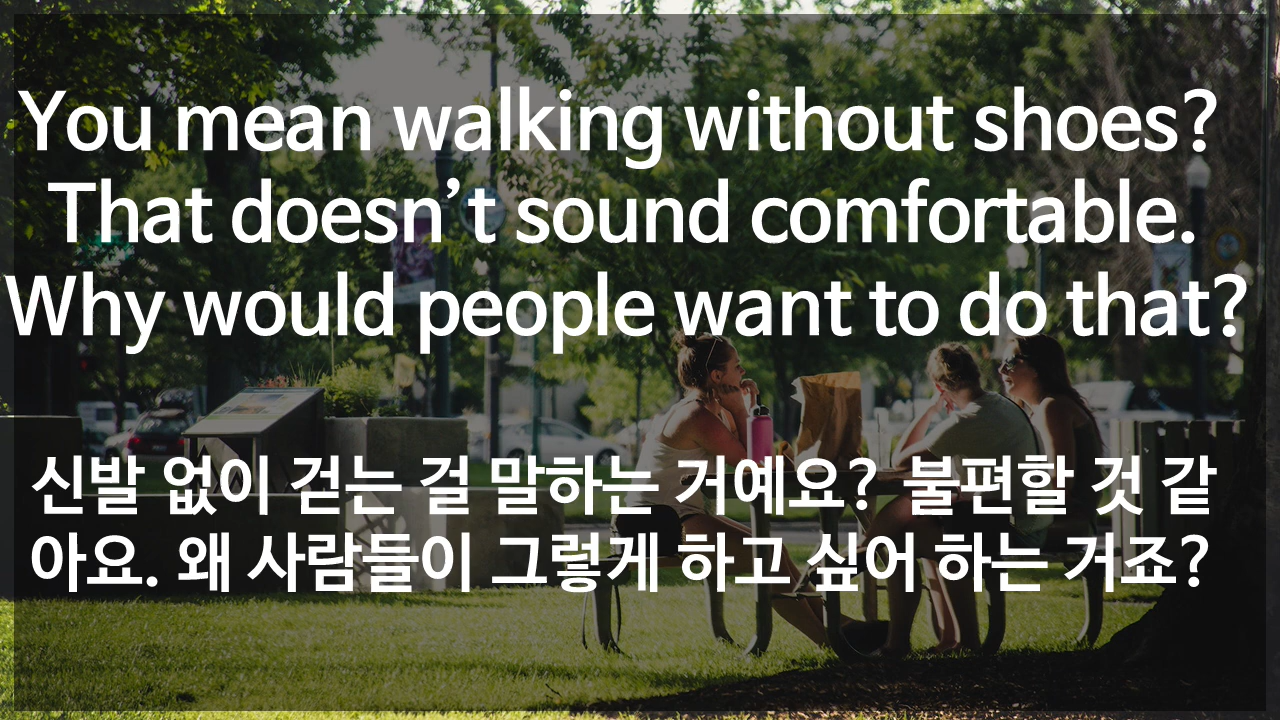 You mean walking without shoes?
That doesn’t sound comfortable.
Why would people want to do that?
신발 없이 걷는 걸 말하는 거예요? 불편할 것 같
아요. 왜 사람들이 그렇게 하고 싶어 하는 거죠?